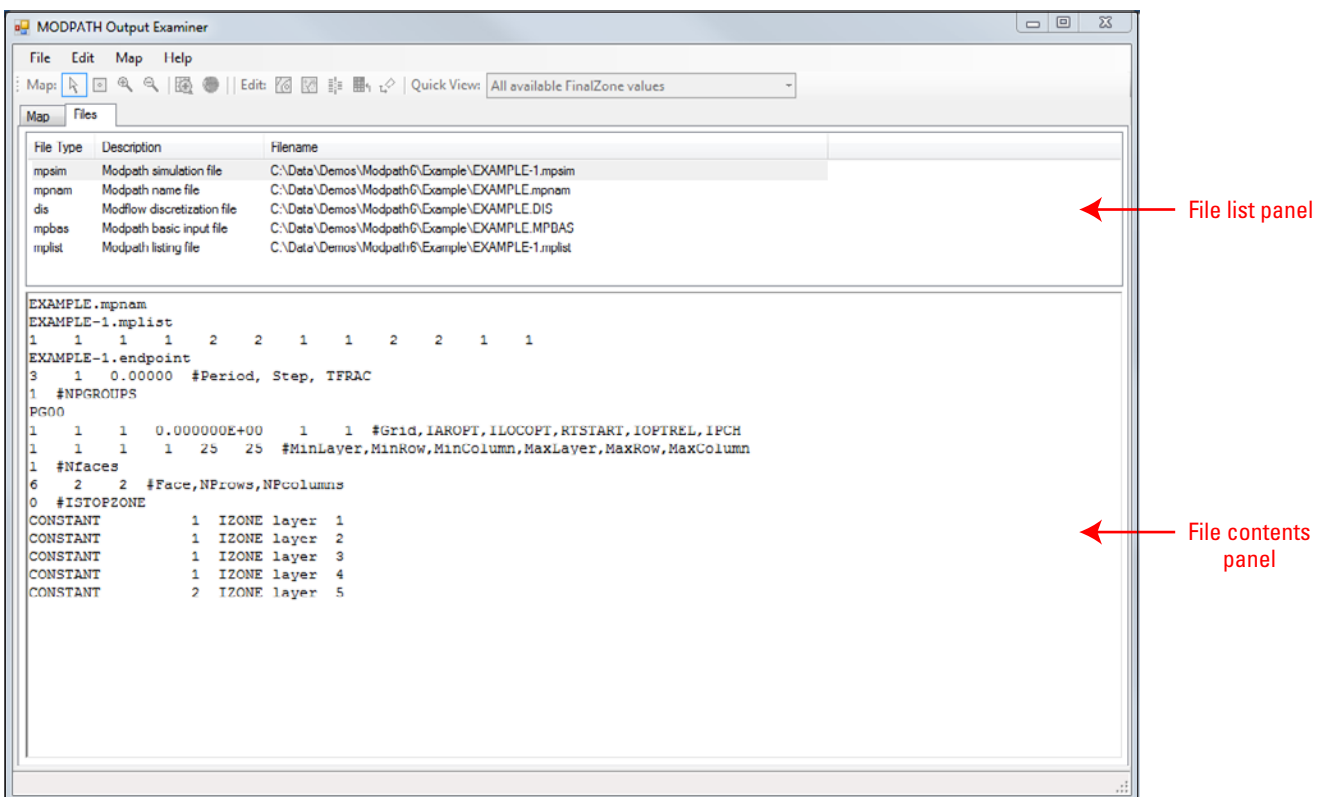 MODPATH Output Examiner
File Edit Map Help
Map: Edit: Quick View: All available FinalZone values
Map Files
File Type Description Filename
mpsim Modpath simulation file C:\Data\Demos\Modpath6\Example\EXAMPLE-1.mpsim
mpnam Modpath name file C:\Data\Demos\Modpath6\Example\EXAMPLE.mpnam
dis Modflow discretization file C:\Data\Demos\Modpath6\Example\EXAMPLE.DIS
mpbas Modpath basic input file C:\Data\Demos\Modpath6\Example\EXAMPLE.MPBAS
mplist Modpath listing file C:\Data\Demos\Modpath6\Example\EXAMPLE-1.mplist
File list panel
EXAMPLE.mpnam
EXAMPLE-1.mplist
1 1 1 1 2 2 1 1 2 2 1 1
EXAMPLE-1.endpoint
3 1 0.00000 #Period, Step, TFRAC
1 #NPGROUPS
PG00
1 1 1 0.000000E+00 1 1 #Grid,IAROPT,ILOCOPT,RTSTART,IOPTREL,IPCH
1 1 1 1 25 25 #MinLayer,MinRow,MinColumn,MaxLayer,MaxRow,MaxColumn
1 #Nfaces
6 2 2 #Face,NProws,NPcolumns
0 #ISTOPZONE
CONSTANT 1 IZONE layer 1
CONSTANT 1 IZONE layer 2
CONSTANT 1 IZONE layer 3
CONSTANT 1 IZONE layer 4
CONSTANT 2 IZONE layer 5
File contents
panel